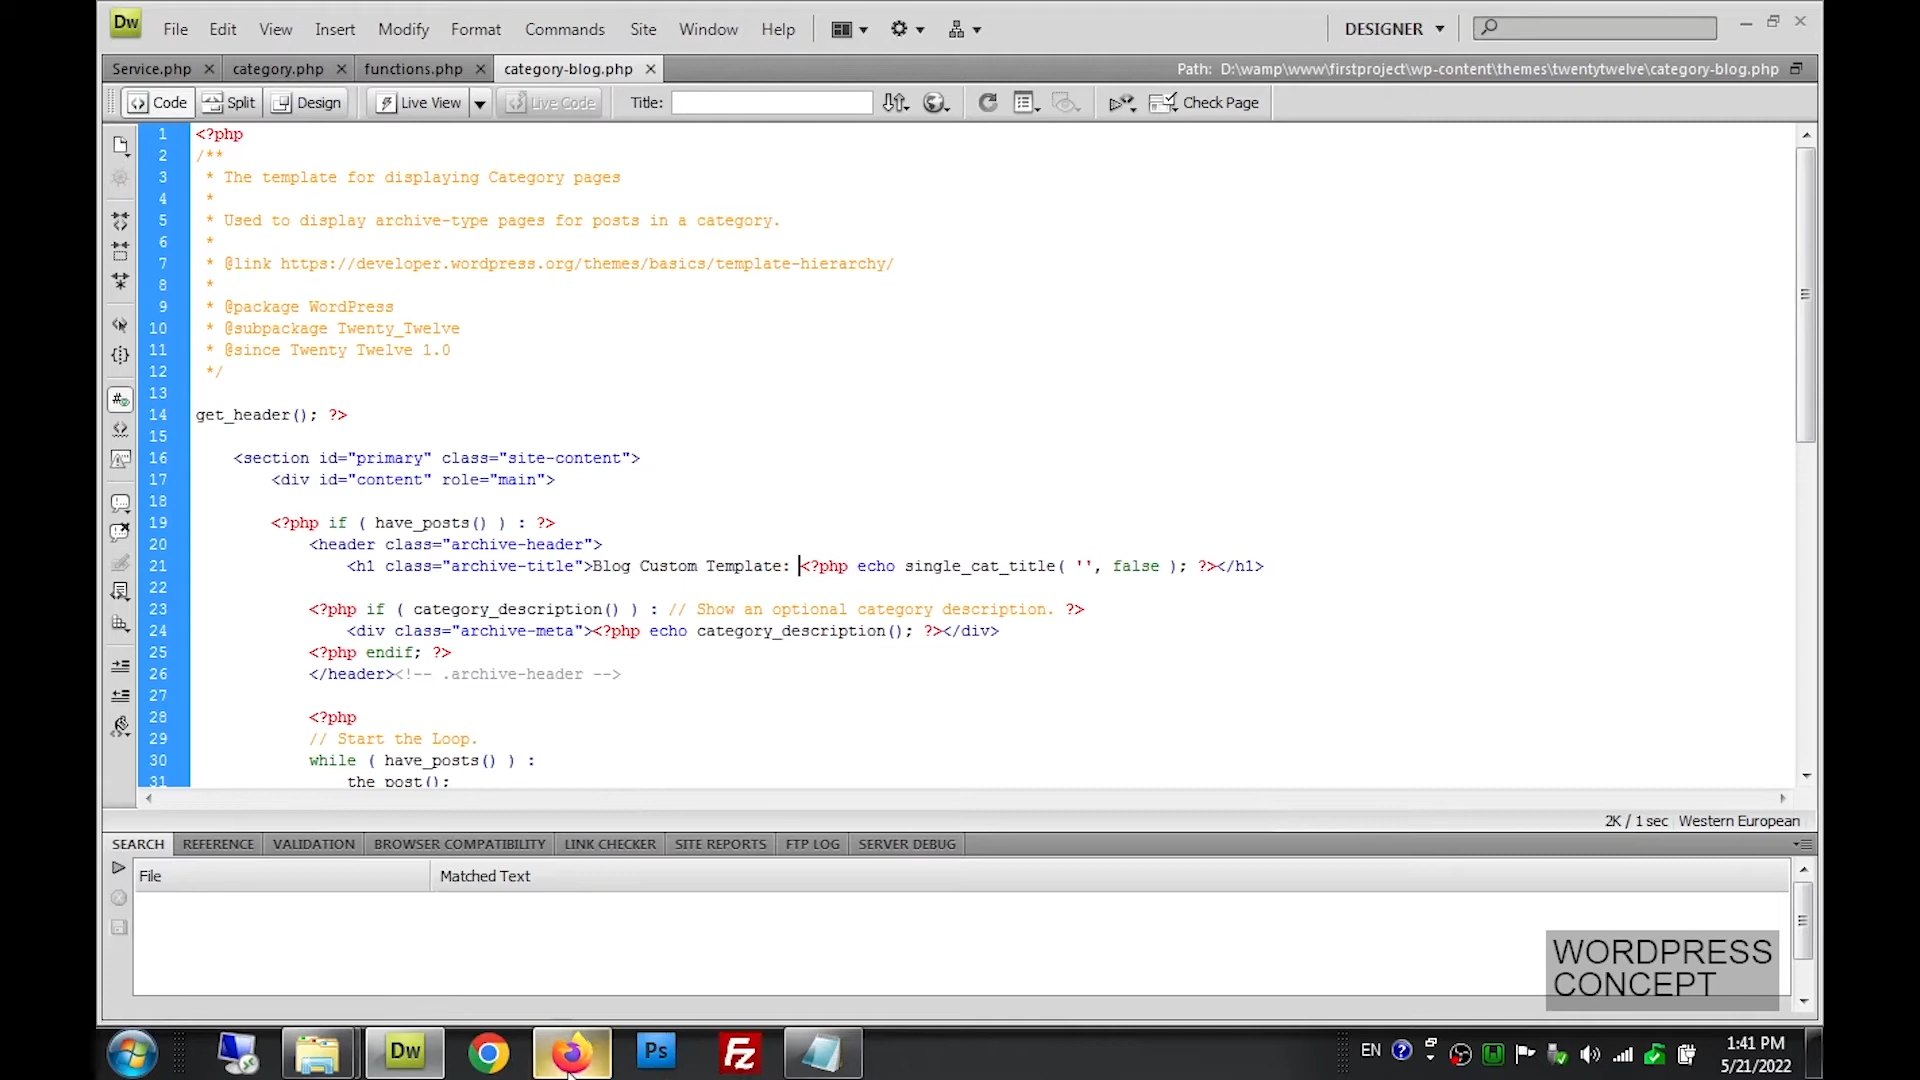 Dw File Edit View Insert Modify Format Commands Site Window Help DESIGNER
Service.php category.php functions.php category-blog.php Path: D:\wamp\www\firstproject\wp-content\themes\twentytwelve\category-blog.php
Code Split Design Live View Live Code Title: Check Page
1 <?php
2 /**
3 * The template for displaying Category pages
4 *
5 * Used to display archive-type pages for posts in a category.
6 *
7 * @link https://developer.wordpress.org/themes/basics/template-hierarchy/
8 *
9 * @package WordPress
10 * @subpackage Twenty_Twelve
11 * @since Twenty Twelve 1.0
12 */
13
14 get_header(); ?>
15
16 <section id="primary" class="site-content">
17 <div id="content" role="main">
18
19 <?php if ( have_posts() ) : ?>
20 <header class="archive-header">
21 <h1 class="archive-title">Blog Custom Template: <?php echo single_cat_title( '', false ); ?></h1>
22
23 <?php if ( category_description() ) : // Show an optional category description. ?>
24 <div class="archive-meta"><?php echo category_description(); ?></div>
25 <?php endif; ?>
26 </header><!-- .archive-header -->
27
28 <?php
29 // Start the Loop.
30 while ( have_posts() ) :
31 the_post();
2K / 1 sec Western European
SEARCH REFERENCE VALIDATION BROWSER COMPATIBILITY LINK CHECKER SITE REPORTS FTP LOG SERVER DEBUG
File Matched Text
WORDPRESS
CONCEPT
Dw Ps Fz EN 1:41 PM
5/21/2022